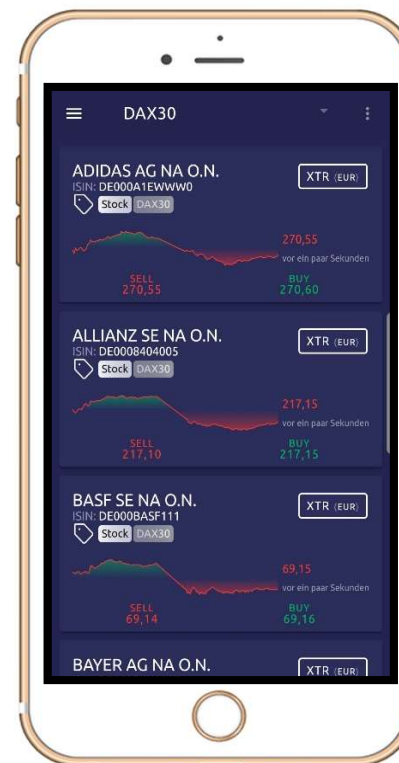 DAX30
ADIDAS AG NA O.N.
XTR (EUR)
ISIN: DE000A1EWWW0
Stock DAX30
270,55
vor ein paar Sekunden
SELL BUY
270,55 270,60
ALLIANZ SE NA O.N.
XTR (EUR)
ISIN: DE0008404005
Stock DAX30
217,15
vor ein paar Sekunden
SELL BUY
217,10 217,15
BASF SE NA O.N.
XTR (EUR)
ISIN: DE000BASF111
Stock DAX30
69,15
vor ein paar Sekunden
SELL BUY
69,14 69,16
BAYER AG NA O.N.
XTR (EUR)